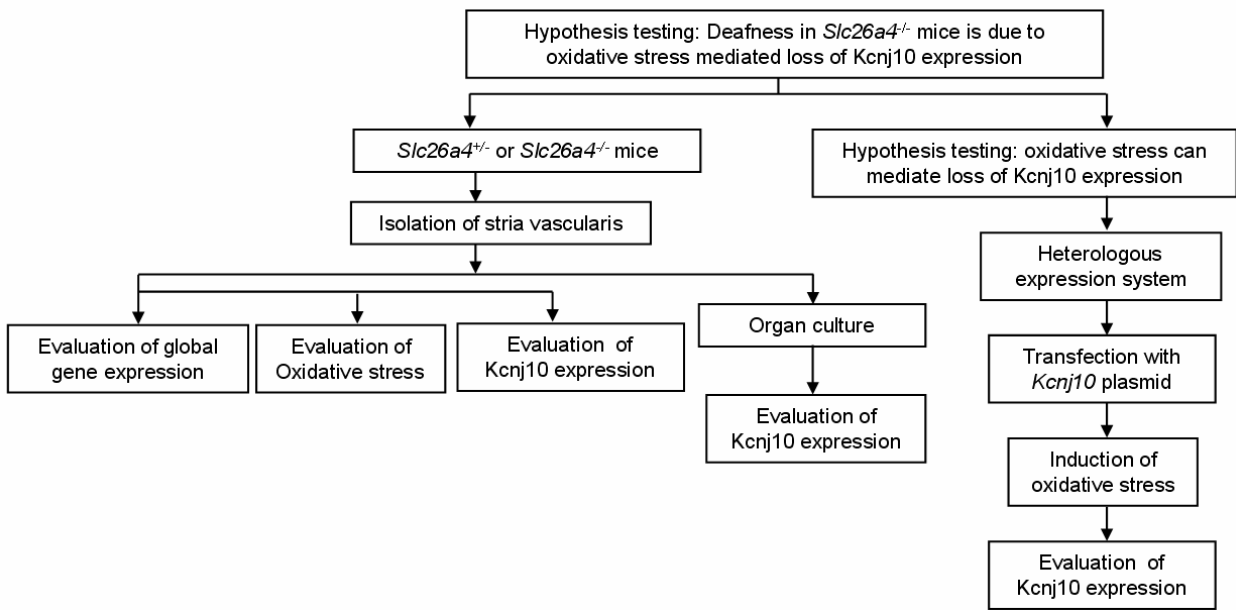 Hypothesis testing: Deafness in Slc26a4-/- mice is due to
oxidative stress mediated loss of Kcnj10 expression
Slc26a4+/- or Slc26a4-/- mice
Hypothesis testing: oxidative stress can
mediate loss of Kcnj10 expression
Isolation of stria vascularis
Heterologous
expression system
Evaluation of global
gene expression
Evaluation of
Oxidative stress
Evaluation of
Kcnj10 expression
Organ culture
Transfection with
Kcnj10 plasmid
Evaluation of
Kcnj10 expression
Induction of
oxidative stress
Evaluation of
Kcnj10 expression